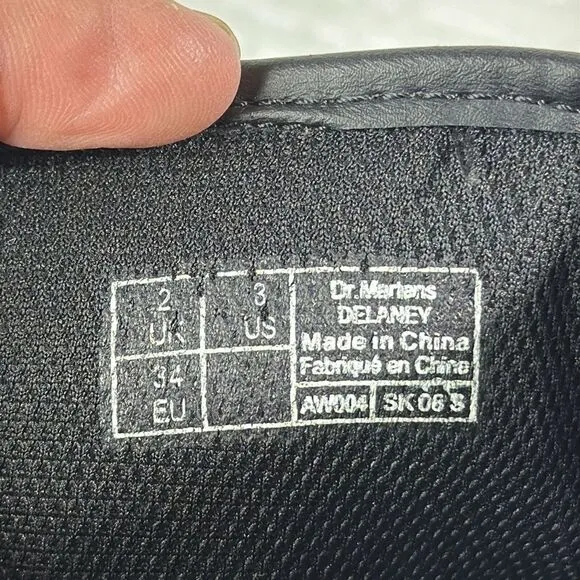 2
UK
3
US
34
EU
Dr.Martens
DELANEY
Made in China
Fabriqué en Chine
AW004
SK 06 S